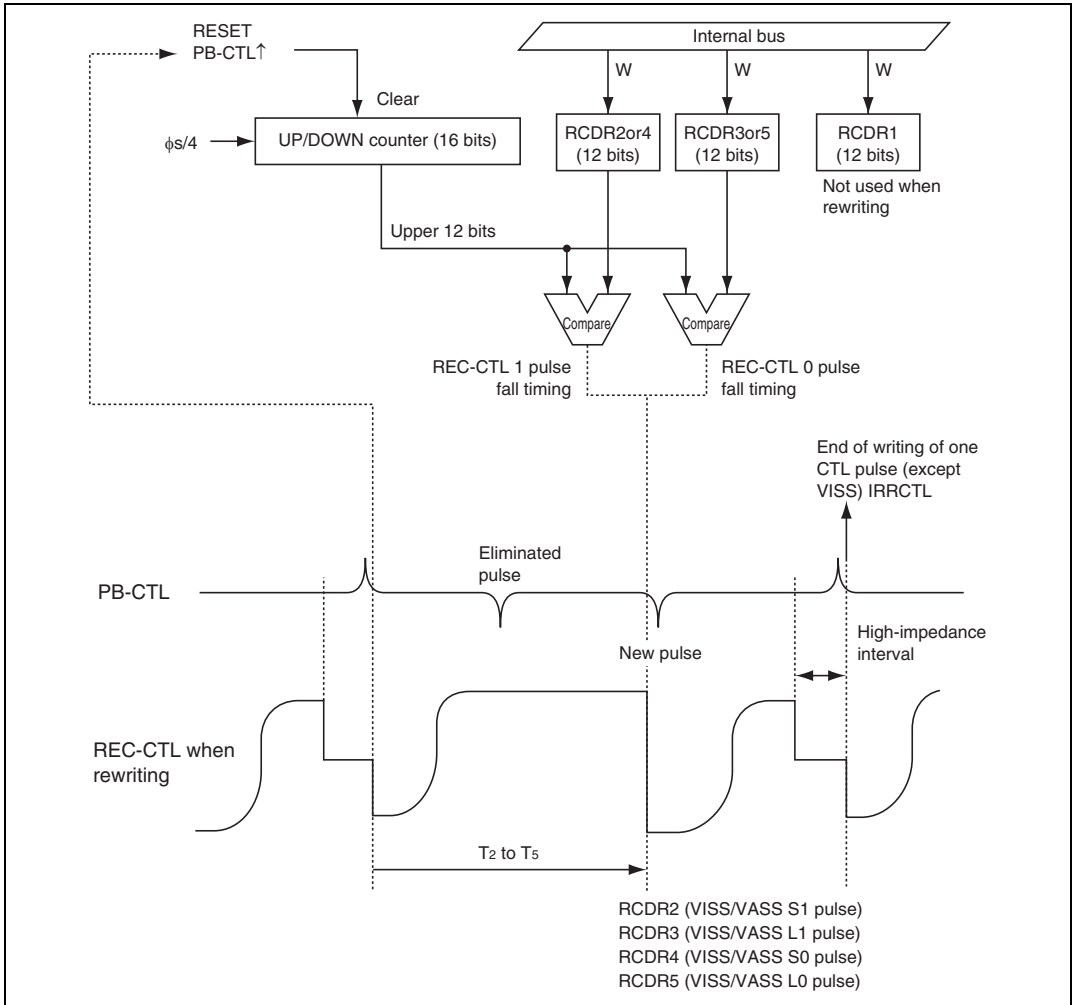 RESET
PB-CTL↑
Internal bus
W
W
W
Clear
φs/4
UP/DOWN counter (16 bits)
RCDR2or4
(12 bits)
RCDR3or5
(12 bits)
RCDR1
(12 bits)
Not used when
rewriting
Upper 12 bits
Compare
Compare
REC-CTL 1 pulse
fall timing
REC-CTL 0 pulse
fall timing
End of writing of one
CTL pulse (except
VISS) IRRCTL
Eliminated
pulse
PB-CTL
High-impedance
interval
New pulse
REC-CTL when
rewriting
T2 to T5
RCDR2 (VISS/VASS S1 pulse)
RCDR3 (VISS/VASS L1 pulse)
RCDR4 (VISS/VASS S0 pulse)
RCDR5 (VISS/VASS L0 pulse)